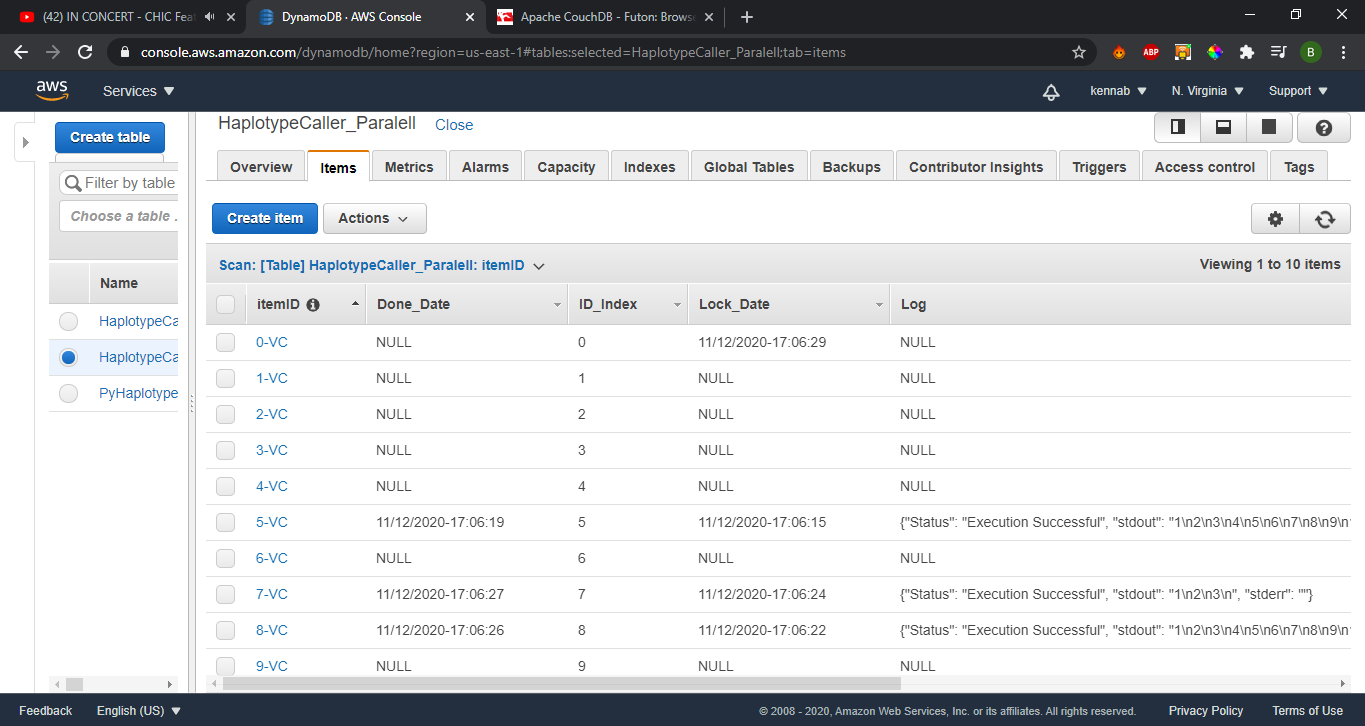 (42) IN CONCERT - CHIC Feat
DynamoDB · AWS Console
Apache CouchDB - Futon: Browse
console.aws.amazon.com/dynamodb/home?region=us-east-1#tables:selected=HaplotypeCaller_Paralell;tab=items
ABP
B
aws
Services
kennab
N. Virginia
Support
Create table
Filter by table
Choose a table .
Name
HaplotypeCa
HaplotypeCa
PyHaplotype
HaplotypeCaller_Paralell Close
Overview Items Metrics Alarms Capacity Indexes Global Tables Backups Contributor Insights Triggers Access control Tags
Create item Actions
Scan: [Table] HaplotypeCaller_Paralell: itemID
Viewing 1 to 10 items
itemID Done_Date ID_Index Lock_Date Log
0-VC NULL 0 11/12/2020-17:06:29 NULL
1-VC NULL 1 NULL NULL
2-VC NULL 2 NULL NULL
3-VC NULL 3 NULL NULL
4-VC NULL 4 NULL NULL
5-VC 11/12/2020-17:06:19 5 11/12/2020-17:06:15 {"Status": "Execution Successful", "stdout": "1\n2\n3\n4\n5\n6\n7\n8\n9\n
6-VC NULL 6 NULL NULL
7-VC 11/12/2020-17:06:27 7 11/12/2020-17:06:24 {"Status": "Execution Successful", "stdout": "1\n2\n3\n", "stderr": ""}
8-VC 11/12/2020-17:06:26 8 11/12/2020-17:06:22 {"Status": "Execution Successful", "stdout": "1\n2\n3\n4\n5\n6\n7\n8\n9\n
9-VC NULL 9 NULL NULL
Feedback English (US)
© 2008 - 2020, Amazon Web Services, Inc. or its affiliates. All rights reserved. Privacy Policy Terms of Use